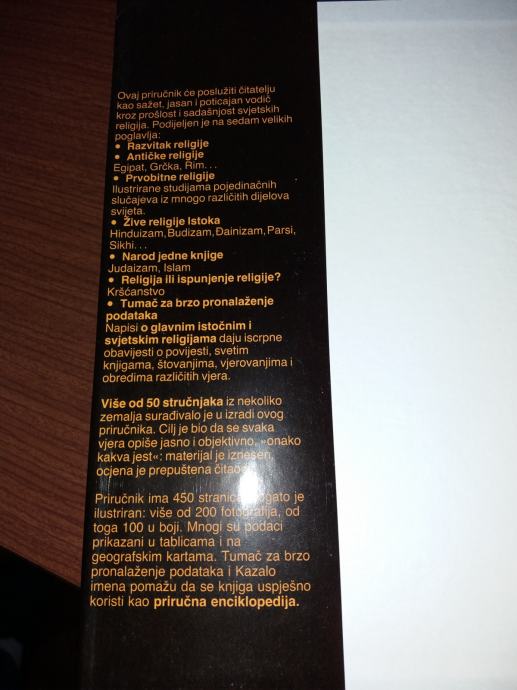 Ovaj priručnik će poslužiti čitatelju
kao sažet, jasan i poticajan vodič
kroz prošlost i sadašnjost svjetskih
religija. Podijeljen je na sedam velikih
poglavlja:
• Razvitak religije
• Antičke religije
Egipat, Grčka, Rim...
• Prvobitne religije
Ilustrirane studijama pojedinačnih
slučajeva iz mnogo različitih dijelova
svijeta.
• Žive religije Istoka
Hinduizam, Budizam, Đainizam, Parsi,
Sikhi...
• Narod jedne knjige
Judaizam, Islam
• Religija ili ispunjenje religije?
Kršćanstvo
• Tumač za brzo pronalaženje
podataka
Napisi o glavnim istočnim i
svjetskim religijama daju iscrpne
obavijesti o povijesti, svetim
knjigama, štovanjima, vjerovanjima i
obredima različitih vjera.
Više od 50 stručnjaka iz nekoliko
zemalja surađivalo je u izradi ovog
priručnika. Cilj je bio da se svaka
vjera opiše jasno i objektivno, »onako
kakva jest«: materijal je iznesen,
ocjena je prepuštena
Priručnik ima 450 stranica, bogato je
ilustriran: više od 200 fotografija, od
toga 100 u boji. Mnogi su podaci
prikazani u tablicama i na
geografskim kartama. Tumač za brzo
pronalaženje podataka i Kazalo
imena pomažu da se knjiga uspješno
koristi kao priručna enciklopedija.